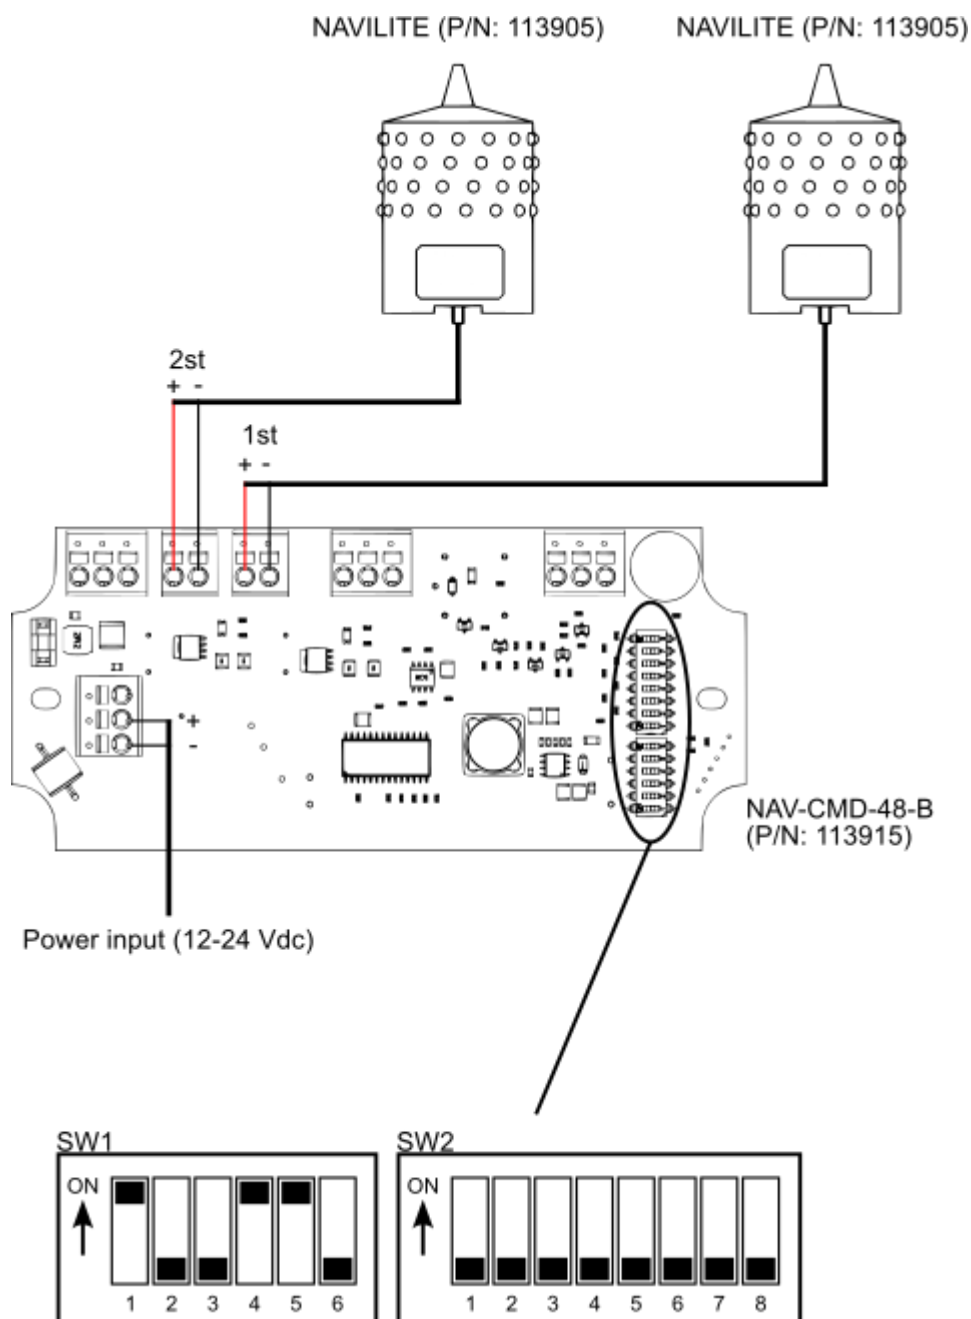 NAVILITE (P/N: 113905) NAVILITE (P/N: 113905)
2st
+ -
1st
+ -
+
-
NAV-CMD-48-B
(P/N: 113915)
Power input (12-24 Vdc)
SW1 SW2
ON ON
1 2 3 4 5 6 1 2 3 4 5 6 7 8